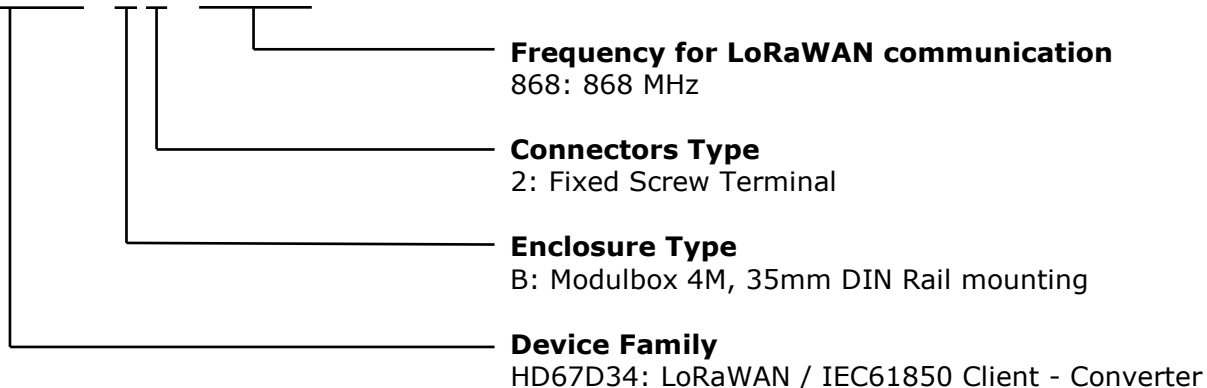 Frequency for LoRaWAN communication
868: 868 MHz
Connectors Type
2: Fixed Screw Terminal
Enclosure Type
B: Modulbox 4M, 35mm DIN Rail mounting
Device Family
HD67D34: LoRaWAN / IEC61850 Client - Converter